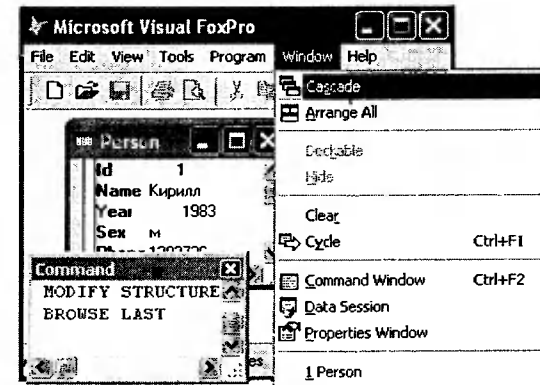 Microsoft Visual FoxPro
File Edit View Tools Program Window Help
Cascade
Arrange All
Dockable
Hide
Clear
Cycle Ctrl+F1
Command Window Ctrl+F2
Data Session
Properties Window
1 Person
Person
Id 1
Name Кирилл
Year 1983
Sex м
Command
MODIFY STRUCTURE
BROWSE LAST